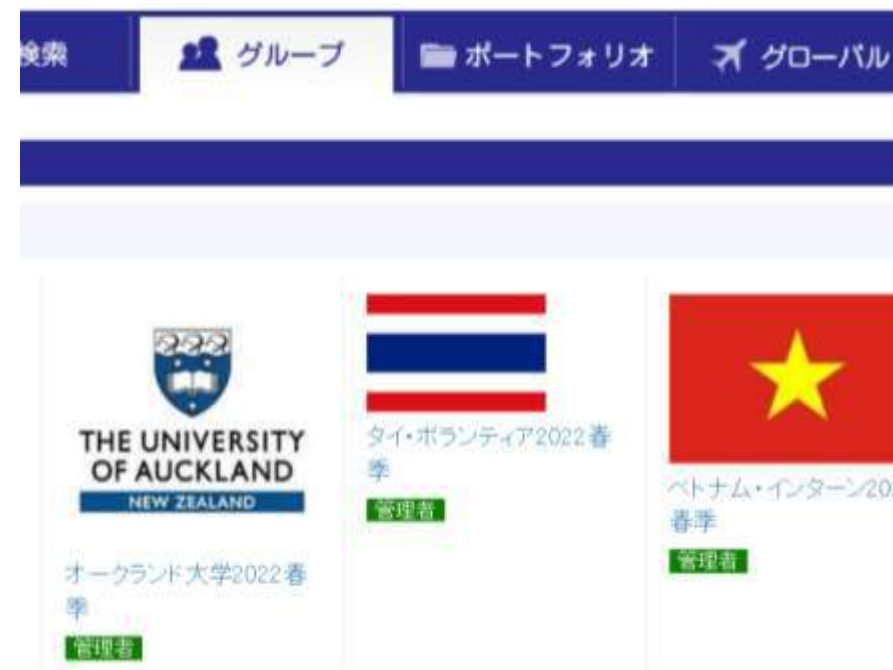 検索
グループ
ポートフォリオ
グローバル
THE UNIVERSITY
OF AUCKLAND
NEW ZEALAND
オークランド大学2022春
季
管理者
タイ・ボランティア2022春
季
管理者
ベトナム・インターン20
春季
管理者